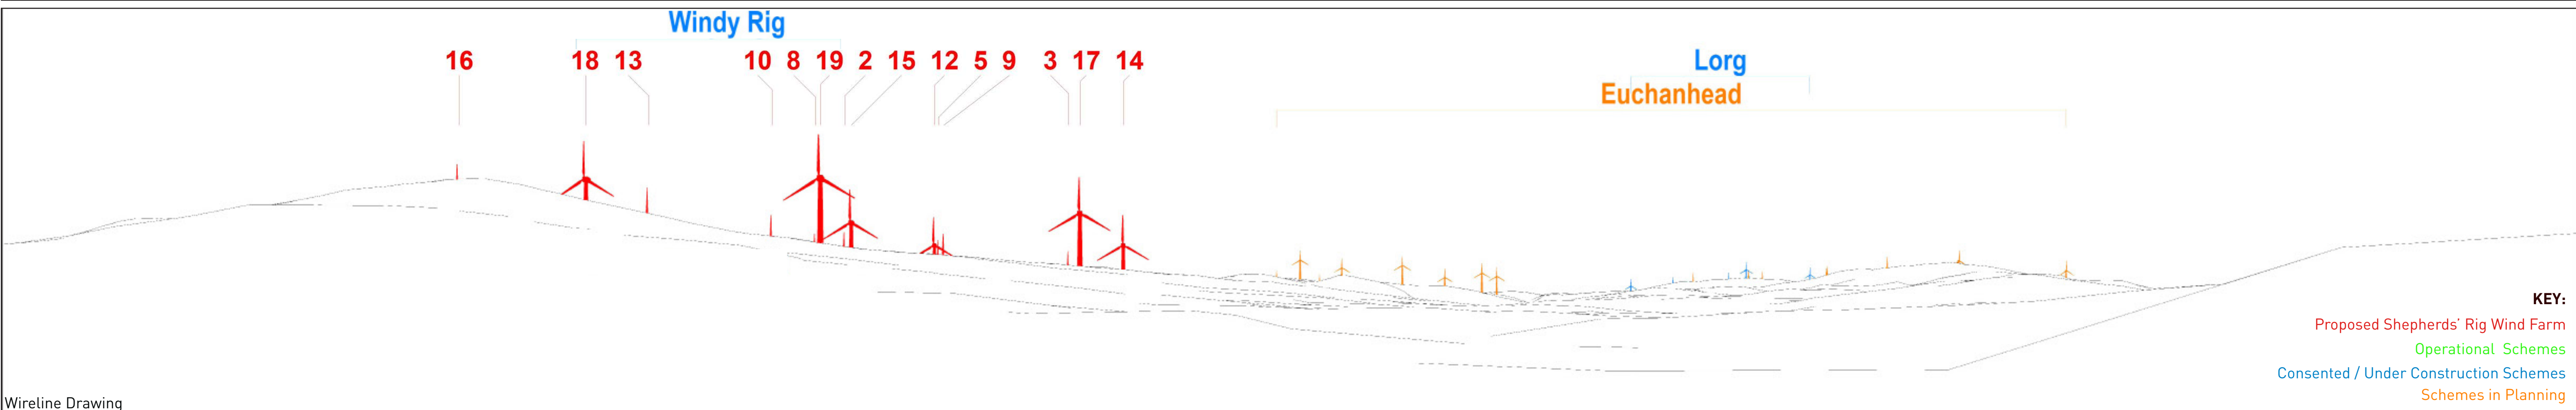 Windy Rig
16 18 13 10 8 19 2 15 12 5 9 3 17 14
Lorg
Euchanhead
KEY:
Proposed Shepherds' Rig Wind Farm
Operational Schemes
Consented / Under Construction Schemes
Schemes in Planning
Wireline Drawing